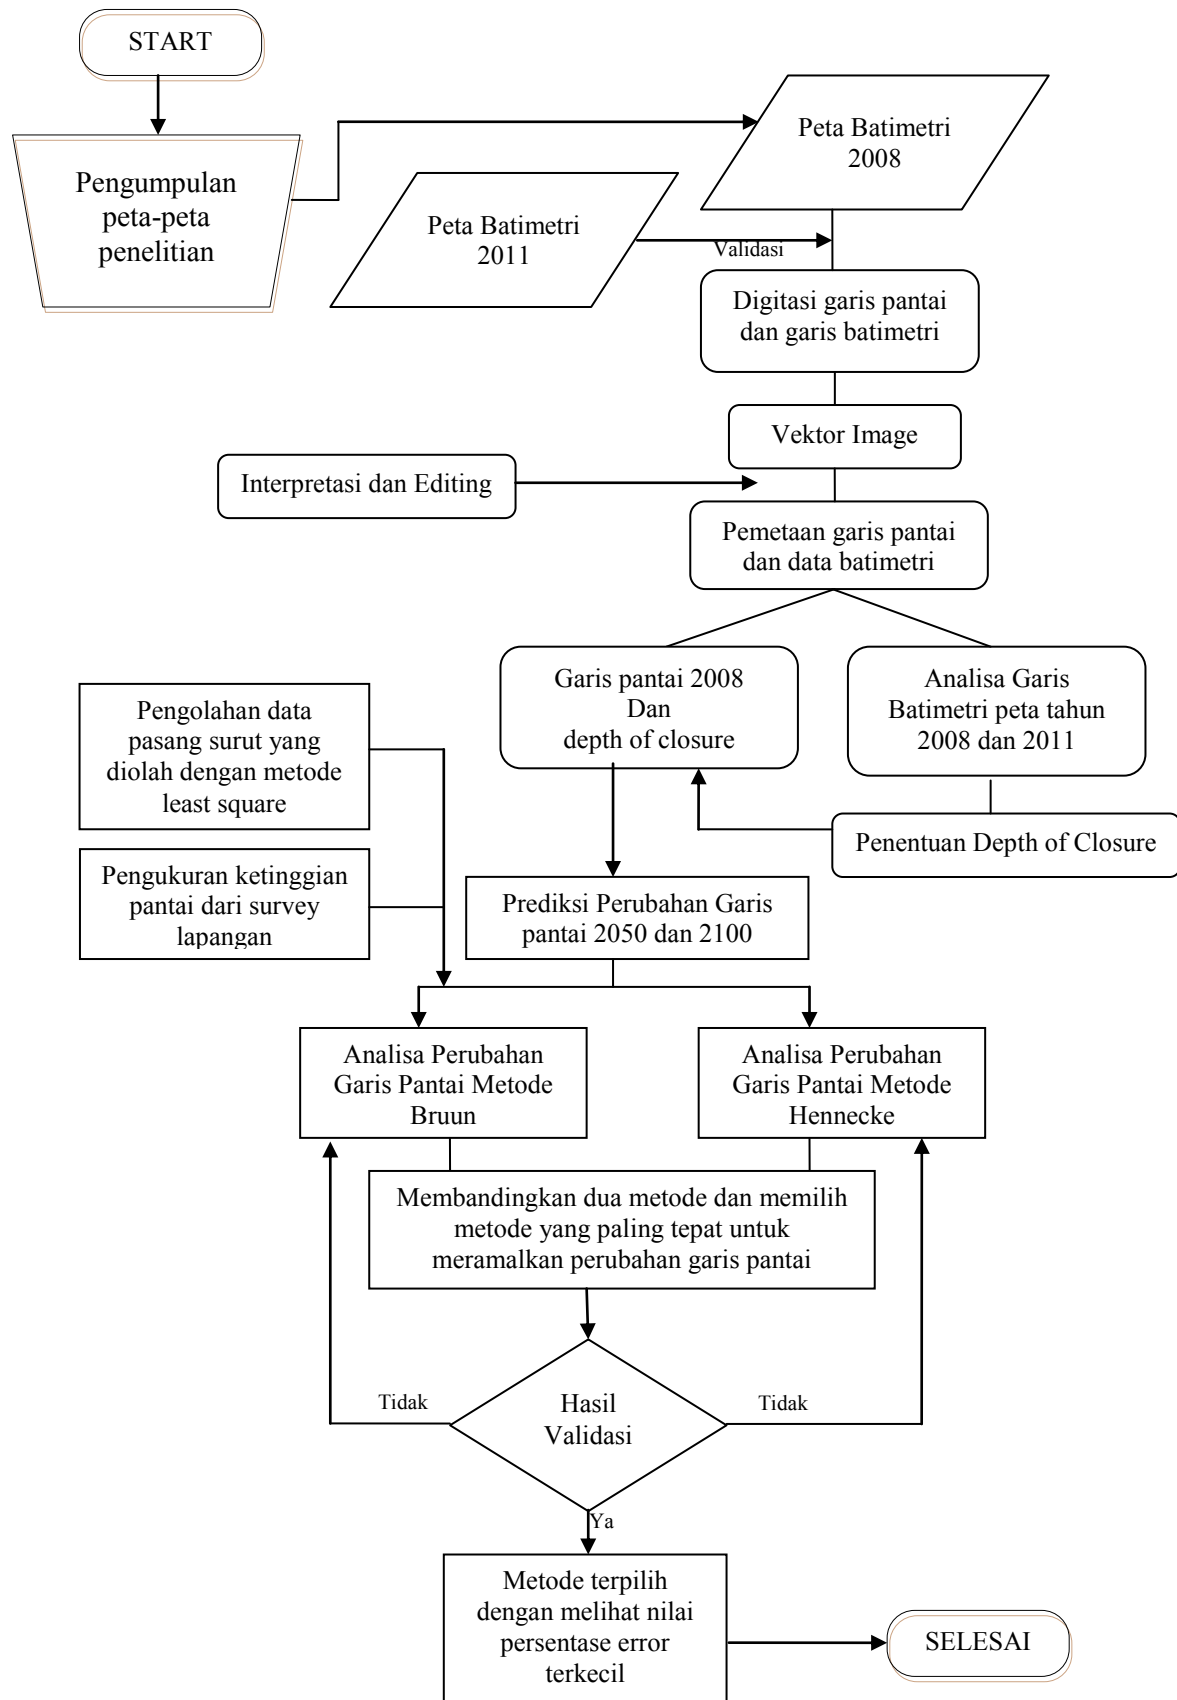 START
Pengumpulan
peta-peta
penelitian
Peta Batimetri
2008
Peta Batimetri
2011
Validasi
Digitasi garis pantai
dan garis batimetri
Vektor Image
Interpretasi dan Editing
Pemetaan garis pantai
dan data batimetri
Garis pantai 2008
Dan
depth of closure
Analisa Garis
Batimetri peta tahun
2008 dan 2011
Pengolahan data
pasang surut yang
diolah dengan metode
least square
Penentuan Depth of Closure
Pengukuran ketinggian
pantai dari survey
lapangan
Prediksi Perubahan Garis
pantai 2050 dan 2100
Analisa Perubahan
Garis Pantai Metode
Bruun
Analisa Perubahan
Garis Pantai Metode
Hennecke
Membandingkan dua metode dan memilih
metode yang paling tepat untuk
meramalkan perubahan garis pantai
Tidak
Hasil
Validasi
Tidak
Ya
Metode terpilih
dengan melihat nilai
persentase error
terkecil
SELESAI